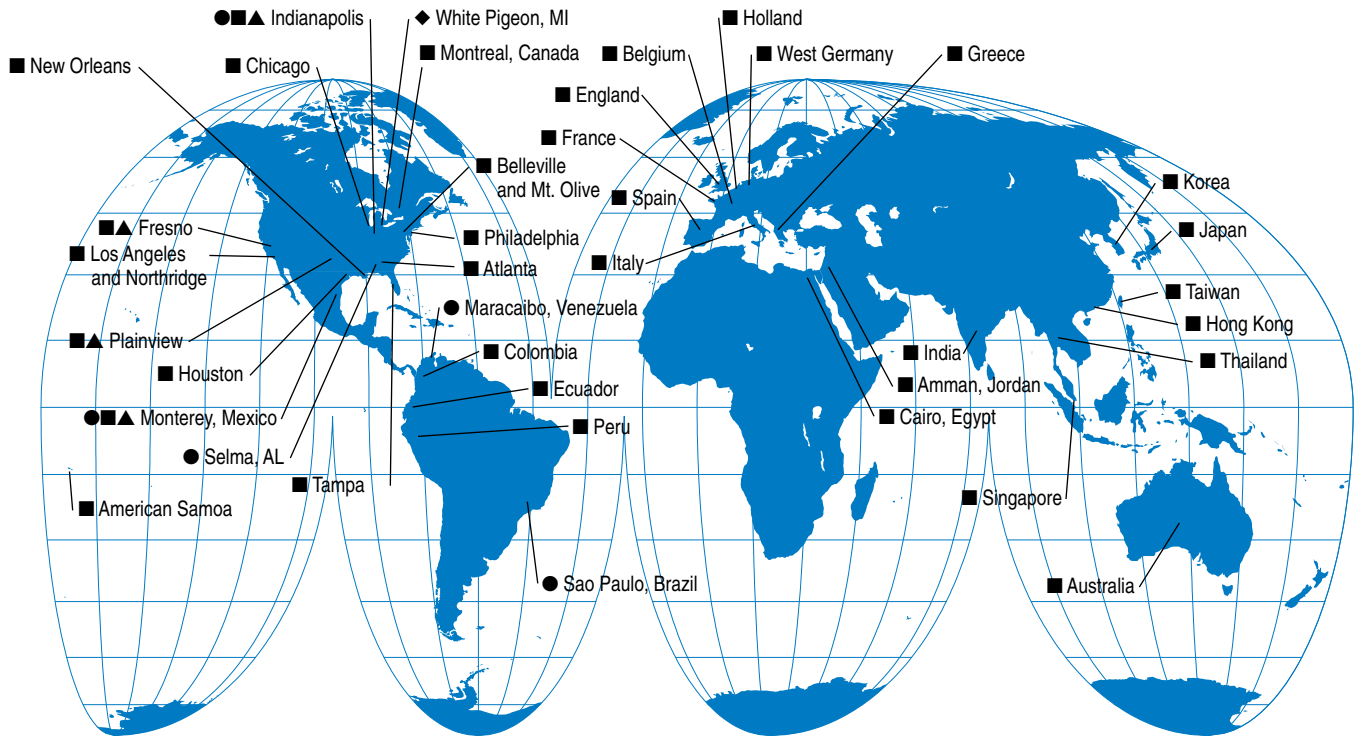 ●■▲ Indianapolis
◆ White Pigeon, MI
■ Holland
■ New Orleans
■ Chicago
■ Montreal, Canada
■ Belgium
■ West Germany
■ Greece
■ England
■ France
■ Belleville
and Mt. Olive
■ Spain
■ Korea
■▲ Fresno
■ Philadelphia
■ Japan
■ Los Angeles
and Northridge
■ Atlanta
■ Italy
■ Taiwan
● Maracaibo, Venezuela
■ Hong Kong
■▲ Plainview
■ Colombia
■ India
■ Thailand
■ Houston
■ Ecuador
■ Amman, Jordan
●■▲ Monterey, Mexico
■ Peru
■ Cairo, Egypt
● Selma, AL
■ Tampa
■ Singapore
■ American Samoa
● Sao Paulo, Brazil
■ Australia